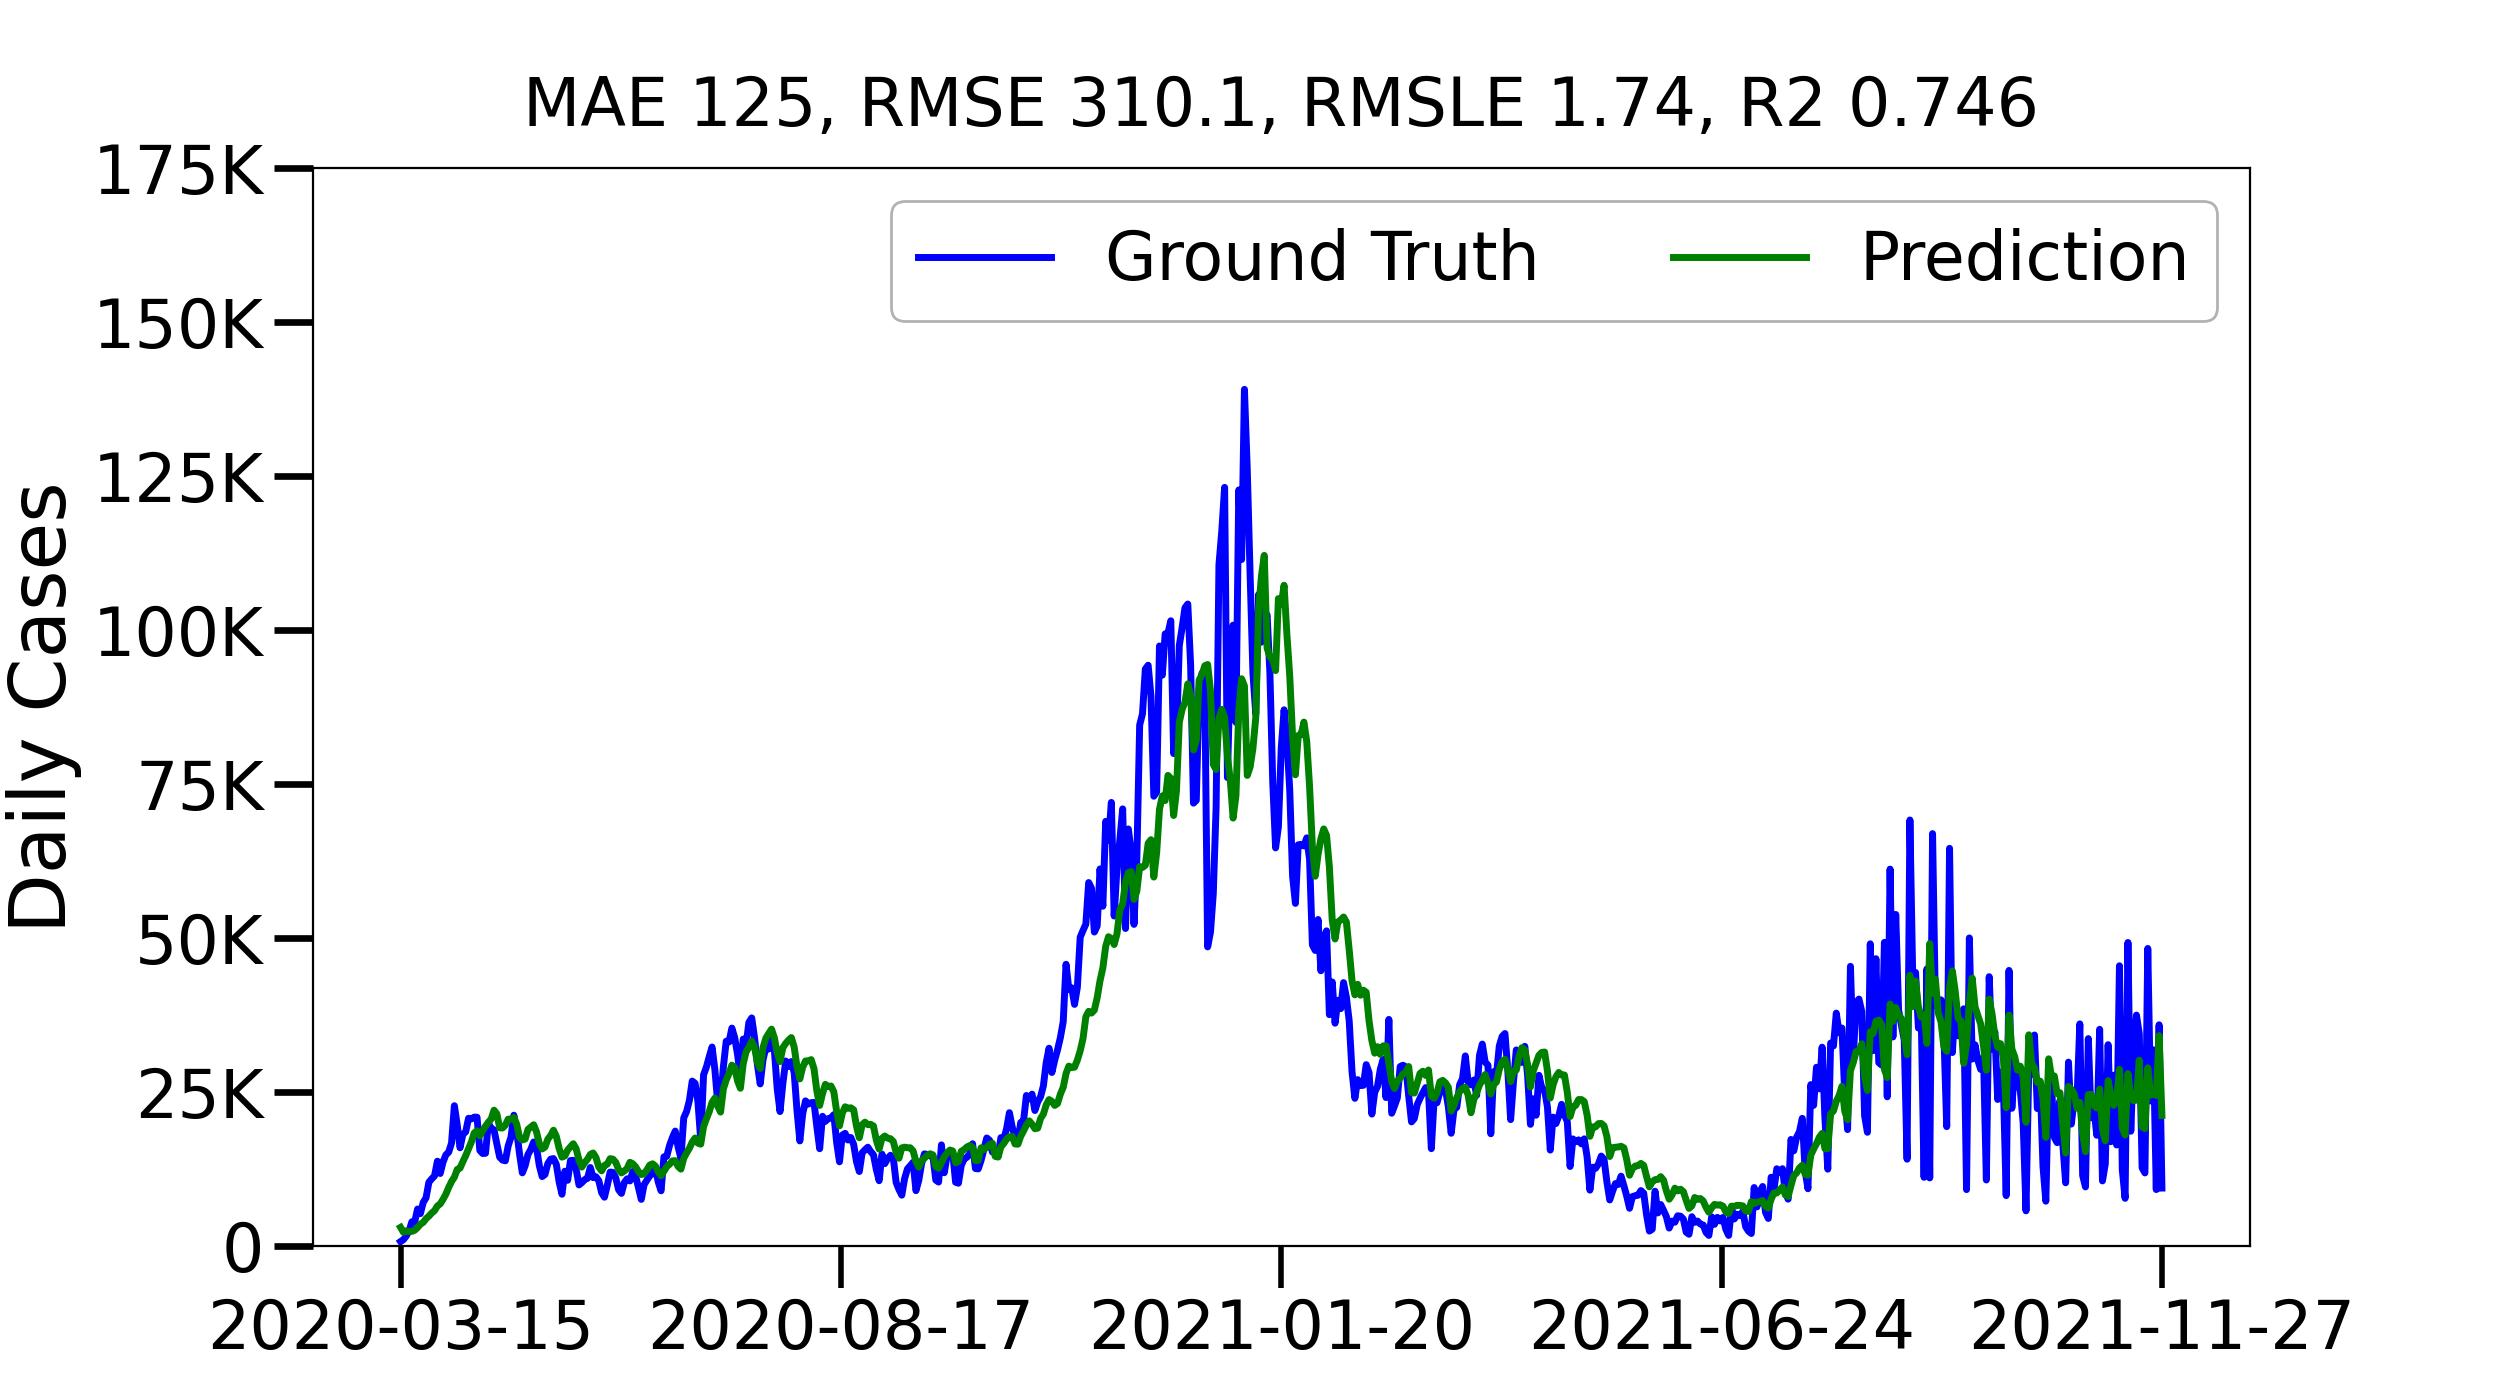 MAE 125, RMSE 310.1, RMSLE 1.74, R2 0.746
Ground Truth
Prediction
Daily Cases
175K
150K
125K
100K
75K
50K
25K
0
2020-03-15
2020-08-17
2021-01-20
2021-06-24
2021-11-27